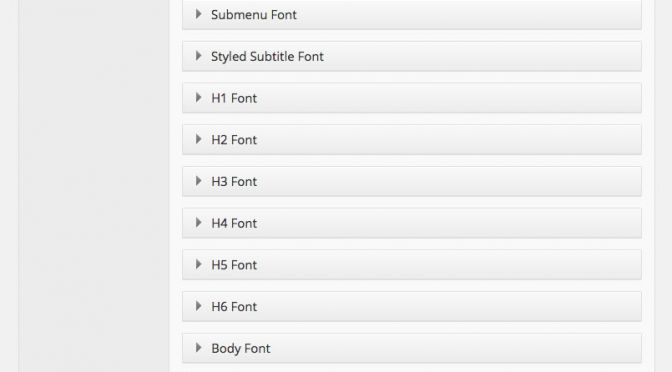 Submenu Font
Styled Subtitle Font
H1 Font
H2 Font
H3 Font
H4 Font
H5 Font
H6 Font
Body Font